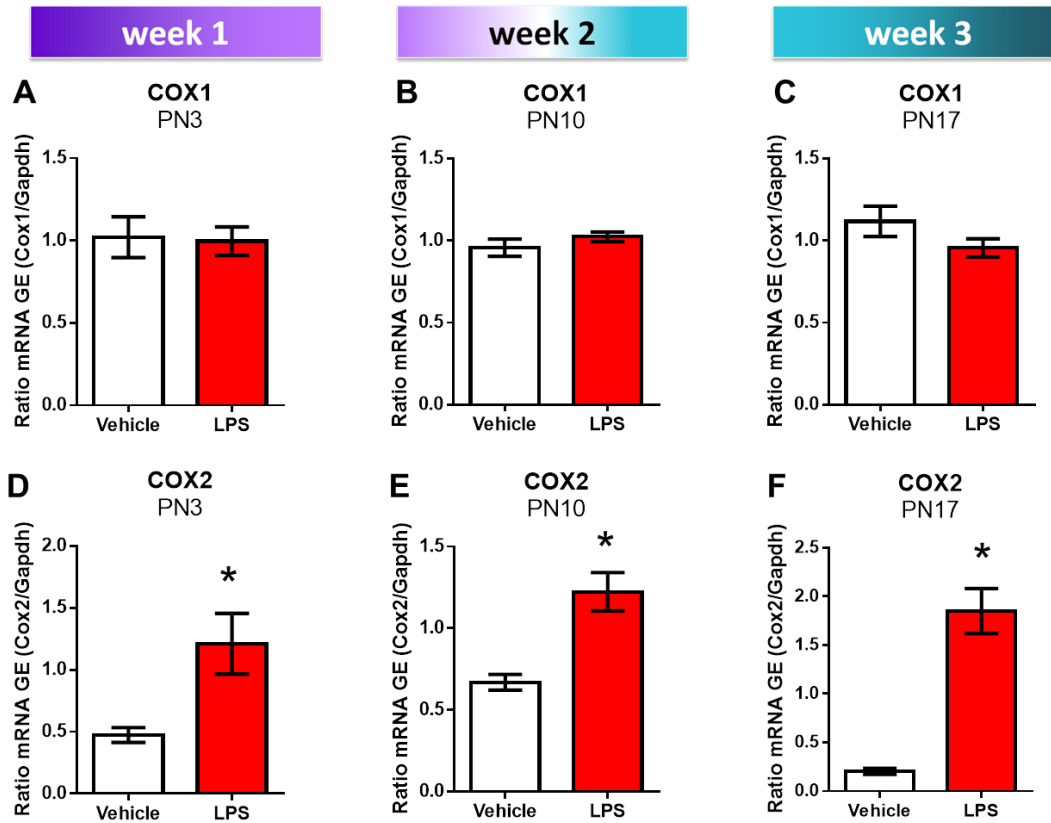 week 1
week 2
week 3
A
COX1
PN3
Ratio mRNA GE (Cox1/Gapdh)
1.5
1.0
0.5
0.0
Vehicle
LPS
B
COX1
PN10
Ratio mRNA GE (Cox1/Gapdh)
1.5
1.0
0.5
0.0
Vehicle
LPS
C
COX1
PN17
Ratio mRNA GE (Cox1/Gapdh)
1.5
1.0
0.5
0.0
Vehicle
LPS
D
COX2
PN3
Ratio mRNA GE (Cox2/Gapdh)
2.0
1.5
1.0
0.5
0.0
*
Vehicle
LPS
E
COX2
PN10
Ratio mRNA GE (Cox2/Gapdh)
1.5
1.0
0.5
0.0
*
Vehicle
LPS
F
COX2
PN17
Ratio mRNA GE (Cox2/Gapdh)
2.5
2.0
1.5
1.0
0.5
0.0
*
Vehicle
LPS